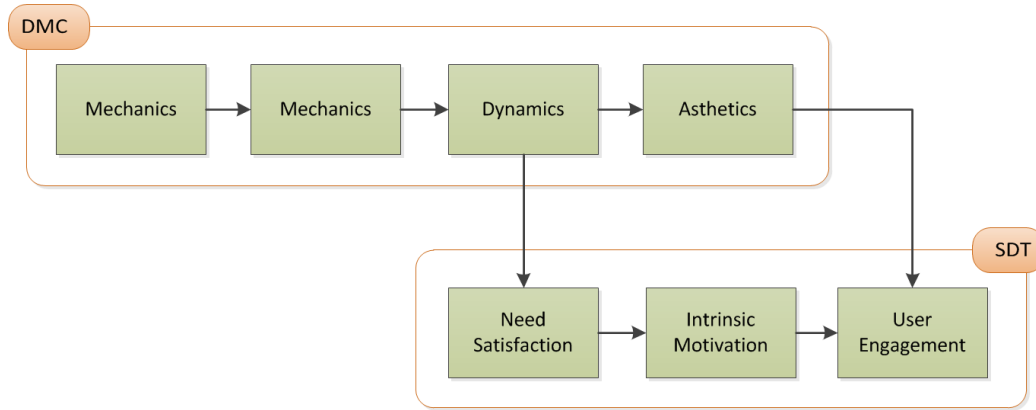 DMC
Mechanics
Mechanics
Dynamics
Asthetics
SDT
Need
Satisfaction
Intrinsic
Motivation
User
Engagement